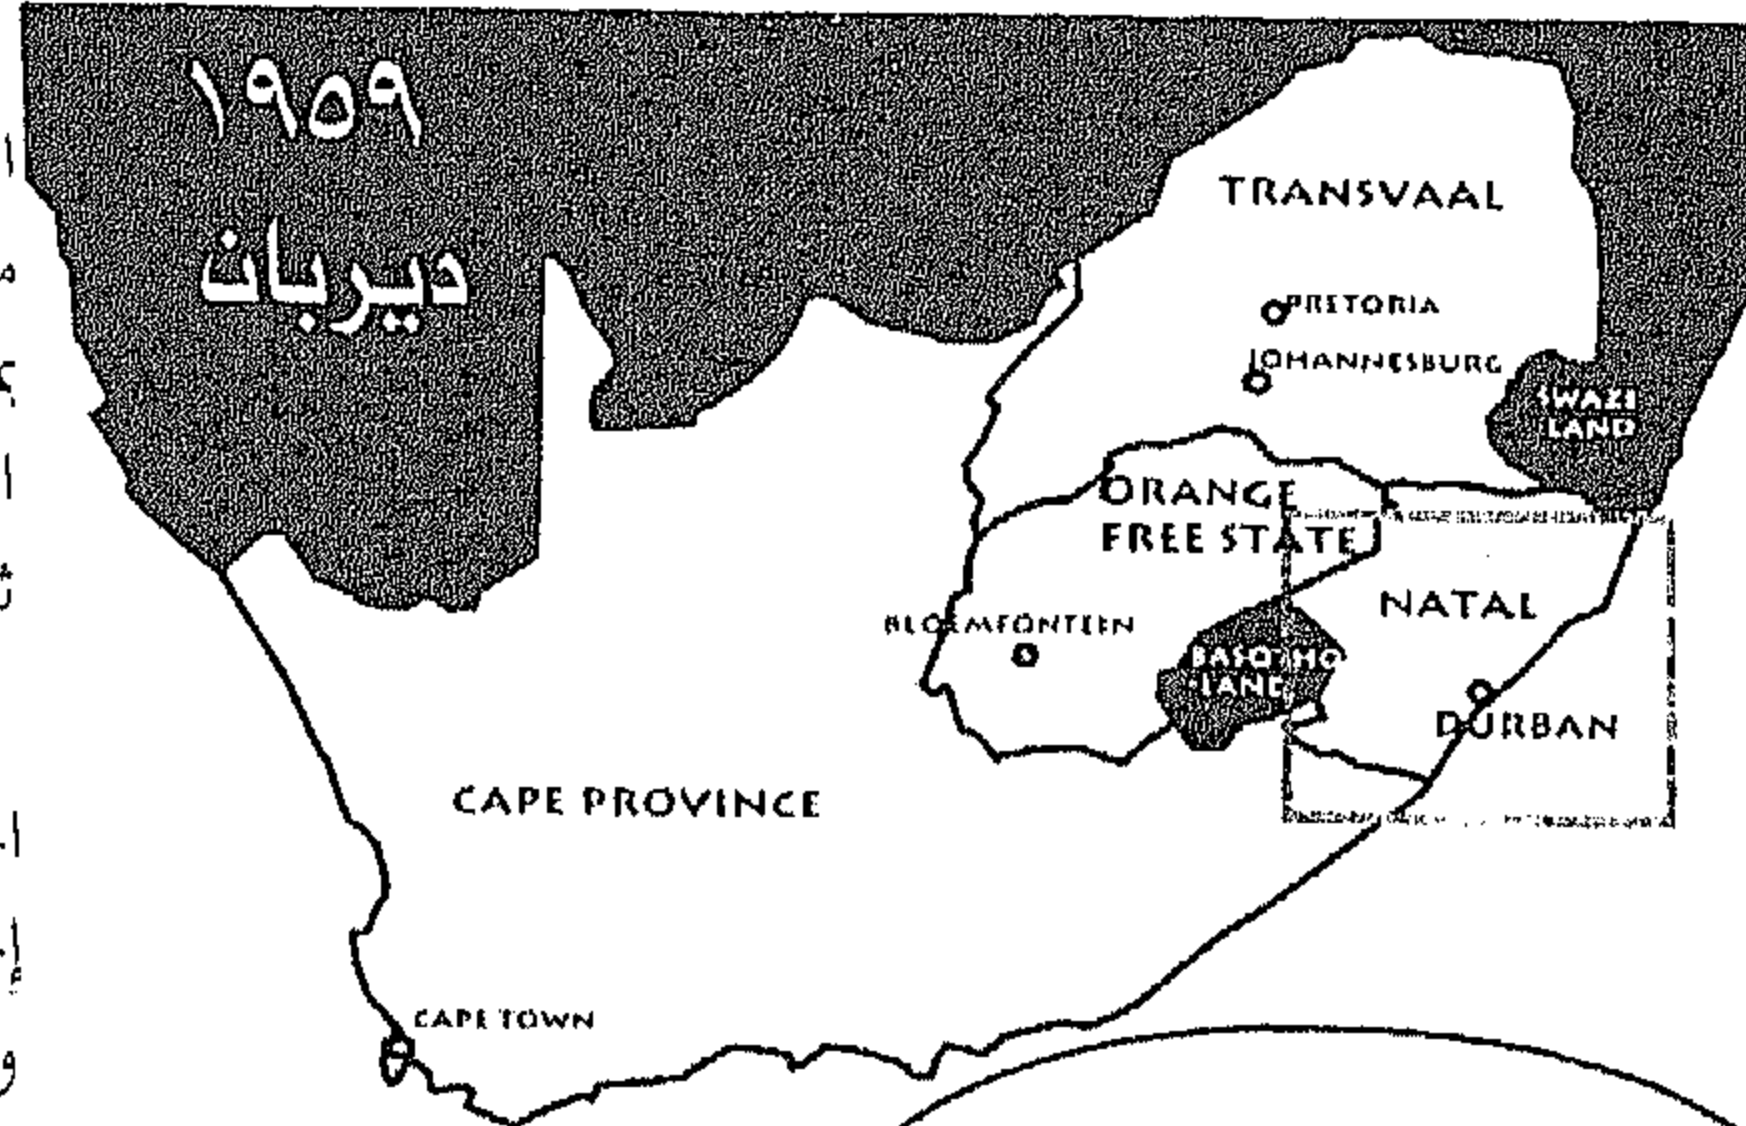 ١٩٥٩
ديربان
TRANSVAAL
PRETORIA
JOHANNESBURG
SWAZI
LAND
ORANGE
FREE STATE
NATAL
BLOEMFONTEIN
BASOTHO
LAND
DURBAN
CAPE PROVINCE
CAPE TOWN